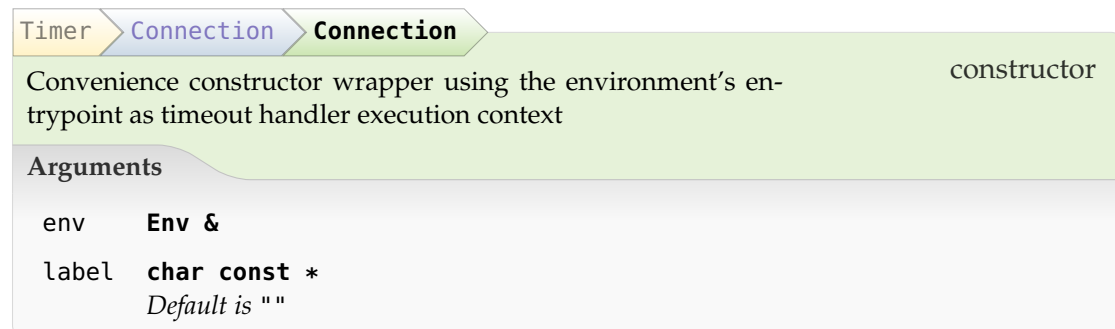 Timer Connection Connection
constructor
Convenience constructor wrapper using the environment's en-
trypoint as timeout handler execution context
Arguments
env Env &
label char const *
Default is ""